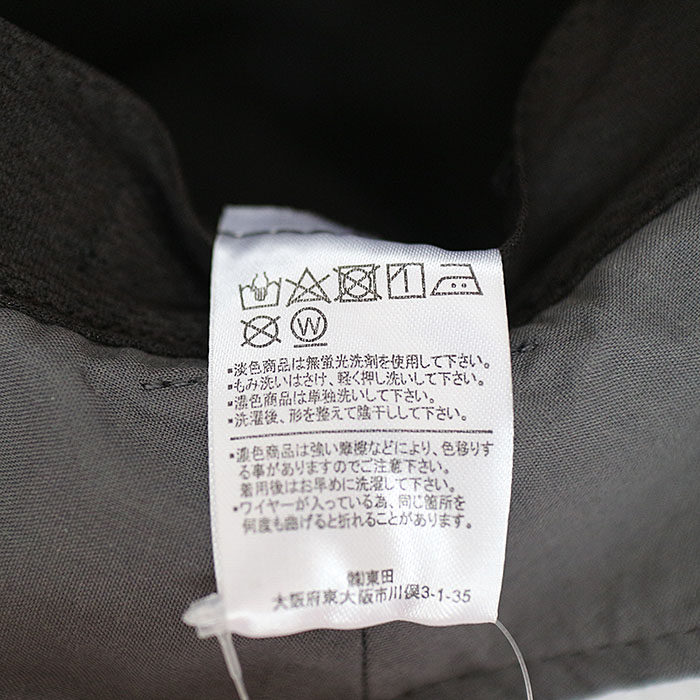 W
▪淡色商品は無蛍光洗剤を使用して下さい。
▪もみ洗いはさけ、軽く押し洗いして下さい。
▪濃色商品は単独洗いして下さい。
▪洗濯後、形を整えて陰干しして下さい。
▪濃色商品は強い摩擦などにより、色移りす
る事がありますのでご注意下さい。
着用後はお早めに洗濯して下さい。
▪ワイヤーが入っている為、同じ箇所を
何度も曲げると折れることがあります。
㈱東田
大阪府東大阪市川俣3-1-35